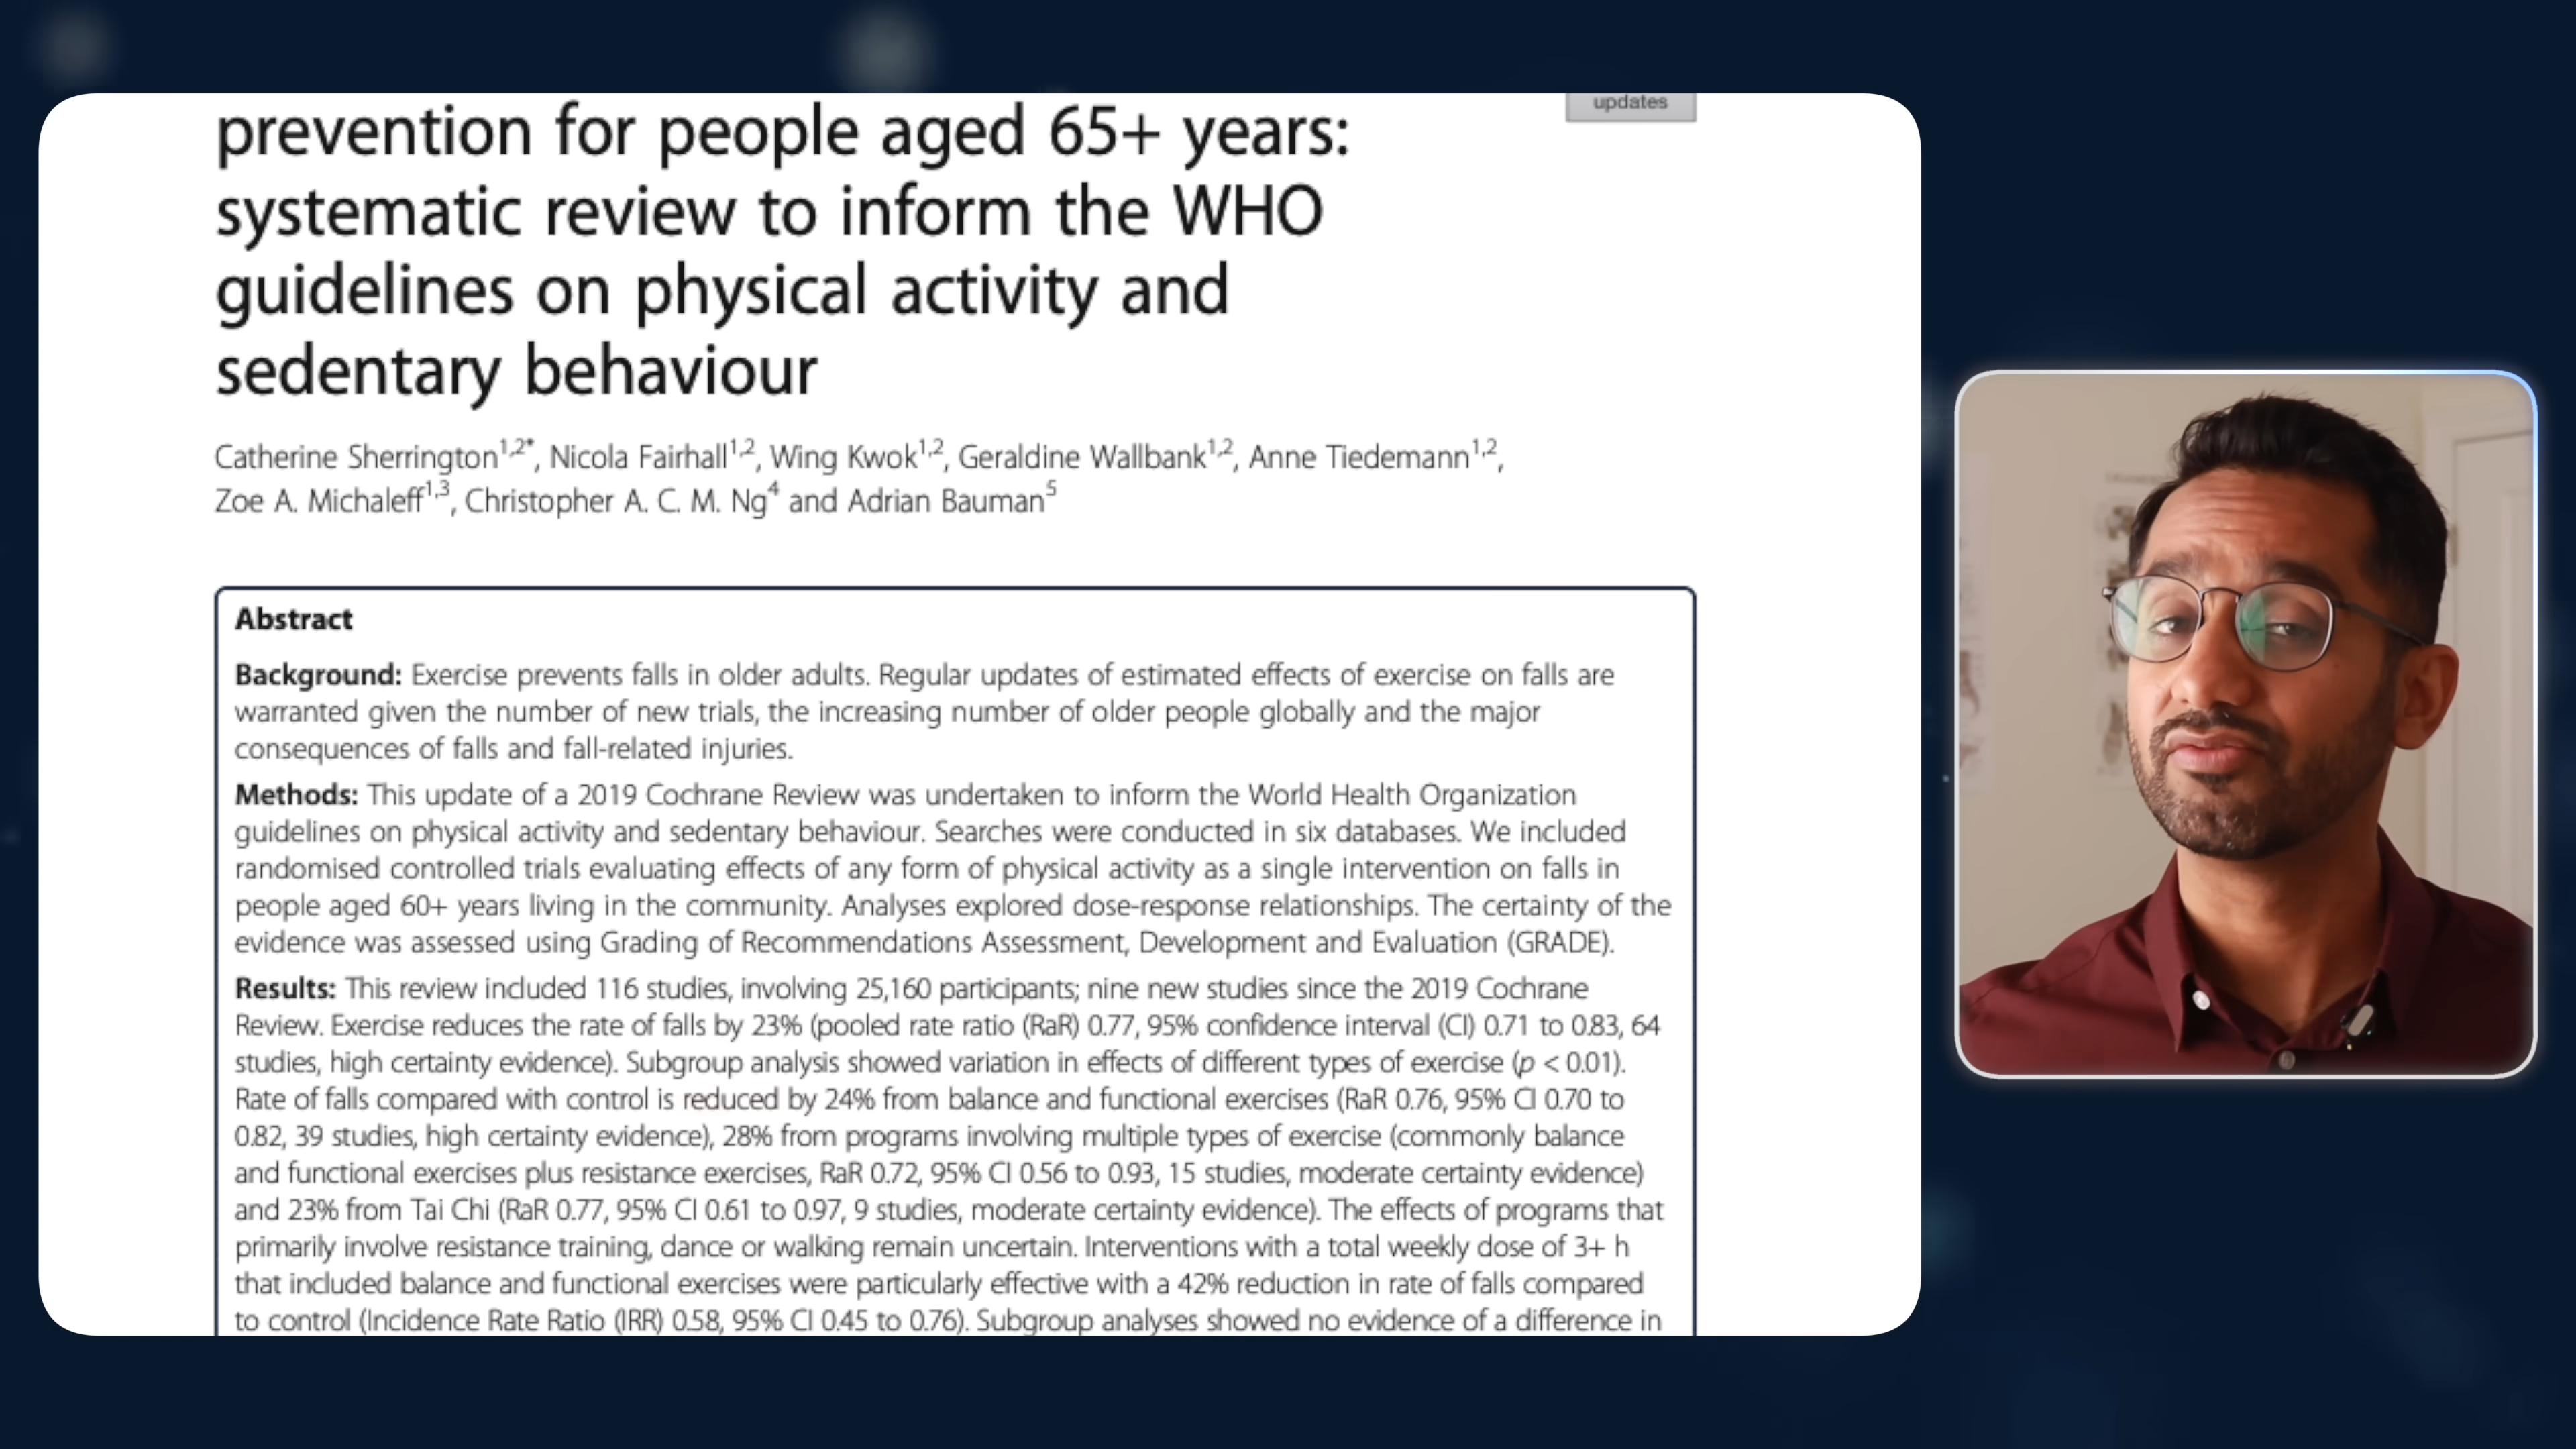 updates
prevention for people aged 65+ years:
systematic review to inform the WHO
guidelines on physical activity and
sedentary behaviour
Catherine Sherrington1,2*, Nicola Fairhall1,2, Wing Kwok1,2, Geraldine Wallbank1,2, Anne Tiedemann1,2,
Zoe A. Michaleff1,3, Christopher A. C. M. Ng4 and Adrian Bauman5
Abstract
Background: Exercise prevents falls in older adults. Regular updates of estimated effects of exercise on falls are
warranted given the number of new trials, the increasing number of older people globally and the major
consequences of falls and fall-related injuries.
Methods: This update of a 2019 Cochrane Review was undertaken to inform the World Health Organization
guidelines on physical activity and sedentary behaviour. Searches were conducted in six databases. We included
randomised controlled trials evaluating effects of any form of physical activity as a single intervention on falls in
people aged 60+ years living in the community. Analyses explored dose-response relationships. The certainty of the
evidence was assessed using Grading of Recommendations Assessment, Development and Evaluation (GRADE).
Results: This review included 116 studies, involving 25,160 participants; nine new studies since the 2019 Cochrane
Review. Exercise reduces the rate of falls by 23% (pooled rate ratio (RaR) 0.77, 95% confidence interval (CI) 0.71 to 0.83, 64
studies, high certainty evidence). Subgroup analysis showed variation in effects of different types of exercise (p < 0.01).
Rate of falls compared with control is reduced by 24% from balance and functional exercises (RaR 0.76, 95% CI 0.70 to
0.82, 39 studies, high certainty evidence), 28% from programs involving multiple types of exercise (commonly balance
and functional exercises plus resistance exercises, RaR 0.72, 95% CI 0.56 to 0.93, 15 studies, moderate certainty evidence)
and 23% from Tai Chi (RaR 0.77, 95% CI 0.61 to 0.97, 9 studies, moderate certainty evidence). The effects of programs that
primarily involve resistance training, dance or walking remain uncertain. Interventions with a total weekly dose of 3+ h
that included balance and functional exercises were particularly effective with a 42% reduction in rate of falls compared
to control (Incidence Rate Ratio (IRR) 0.58, 95% CI 0.45 to 0.76). Subgroup analyses showed no evidence of a difference in